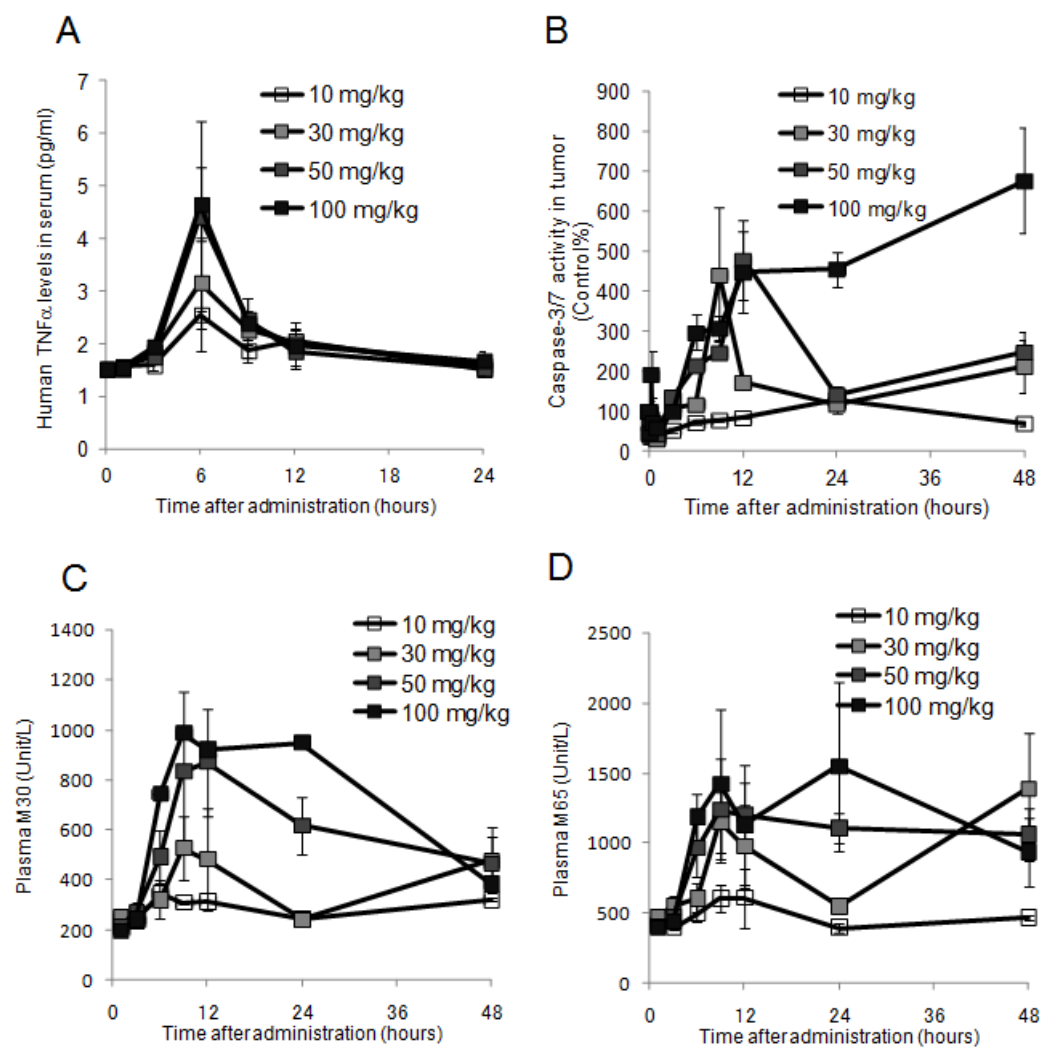 A
Human TNFα levels in serum (pg/ml)
7
6
5
4
3
2
1
0
10 mg/kg
30 mg/kg
50 mg/kg
100 mg/kg
0 6 12 18 24
Time after administration (hours)
B
Caspase-3/7 activity in tumor
(Control%)
900
800
700
600
500
400
300
200
100
0
10 mg/kg
30 mg/kg
50 mg/kg
100 mg/kg
0 12 24 36 48
Time after administration (hours)
C
Plasma M30 (Unit/L)
1400
1200
1000
800
600
400
200
0
10 mg/kg
30 mg/kg
50 mg/kg
100 mg/kg
0 12 24 36 48
Time after administration (hours)
D
Plasma M65 (Unit/L)
2500
2000
1500
1000
500
0
10 mg/kg
30 mg/kg
50 mg/kg
100 mg/kg
0 12 24 36 48
Time after administration (hours)